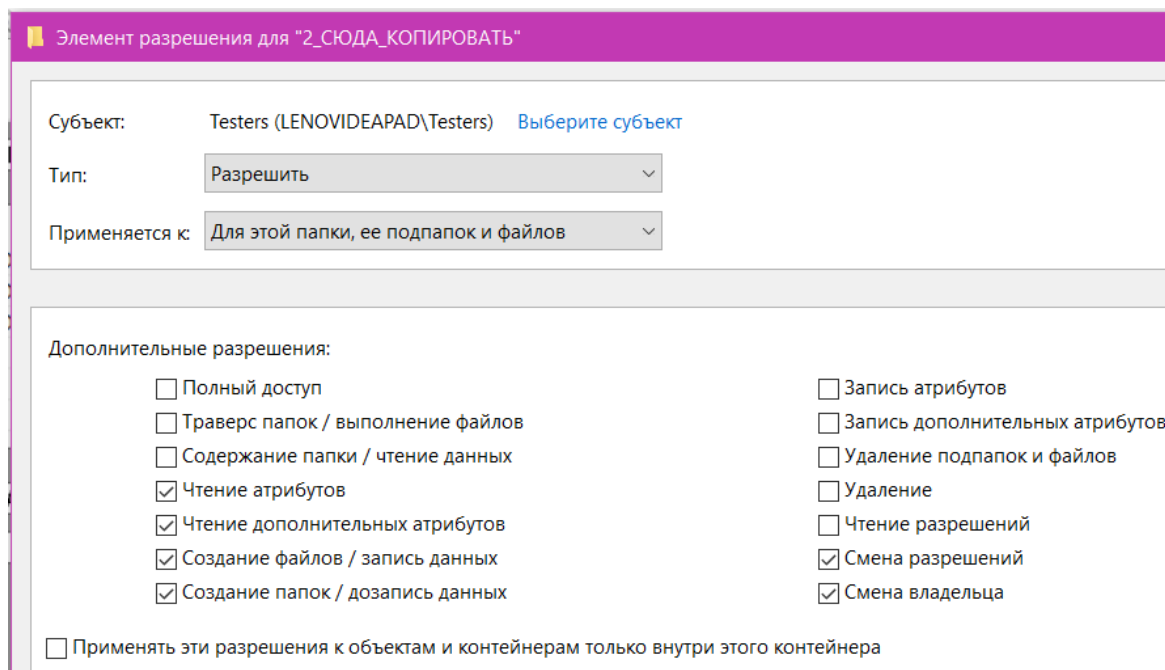 Элемент разрешения для "2_СЮДА_КОПИРОВАТЬ"
Субъект: Testers (LENOVIDEAPAD\Testers) Выберите субъект
Тип: Разрешить
Применяется к: Для этой папки, ее подпапок и файлов
Дополнительные разрешения:
Полный доступ
Траверс папок / выполнение файлов
Содержание папки / чтение данных
Чтение атрибутов
Чтение дополнительных атрибутов
Создание файлов / запись данных
Создание папок / дозапись данных
Запись атрибутов
Запись дополнительных атрибутов
Удаление подпапок и файлов
Удаление
Чтение разрешений
Смена разрешений
Смена владельца
Применять эти разрешения к объектам и контейнерам только внутри этого контейнера